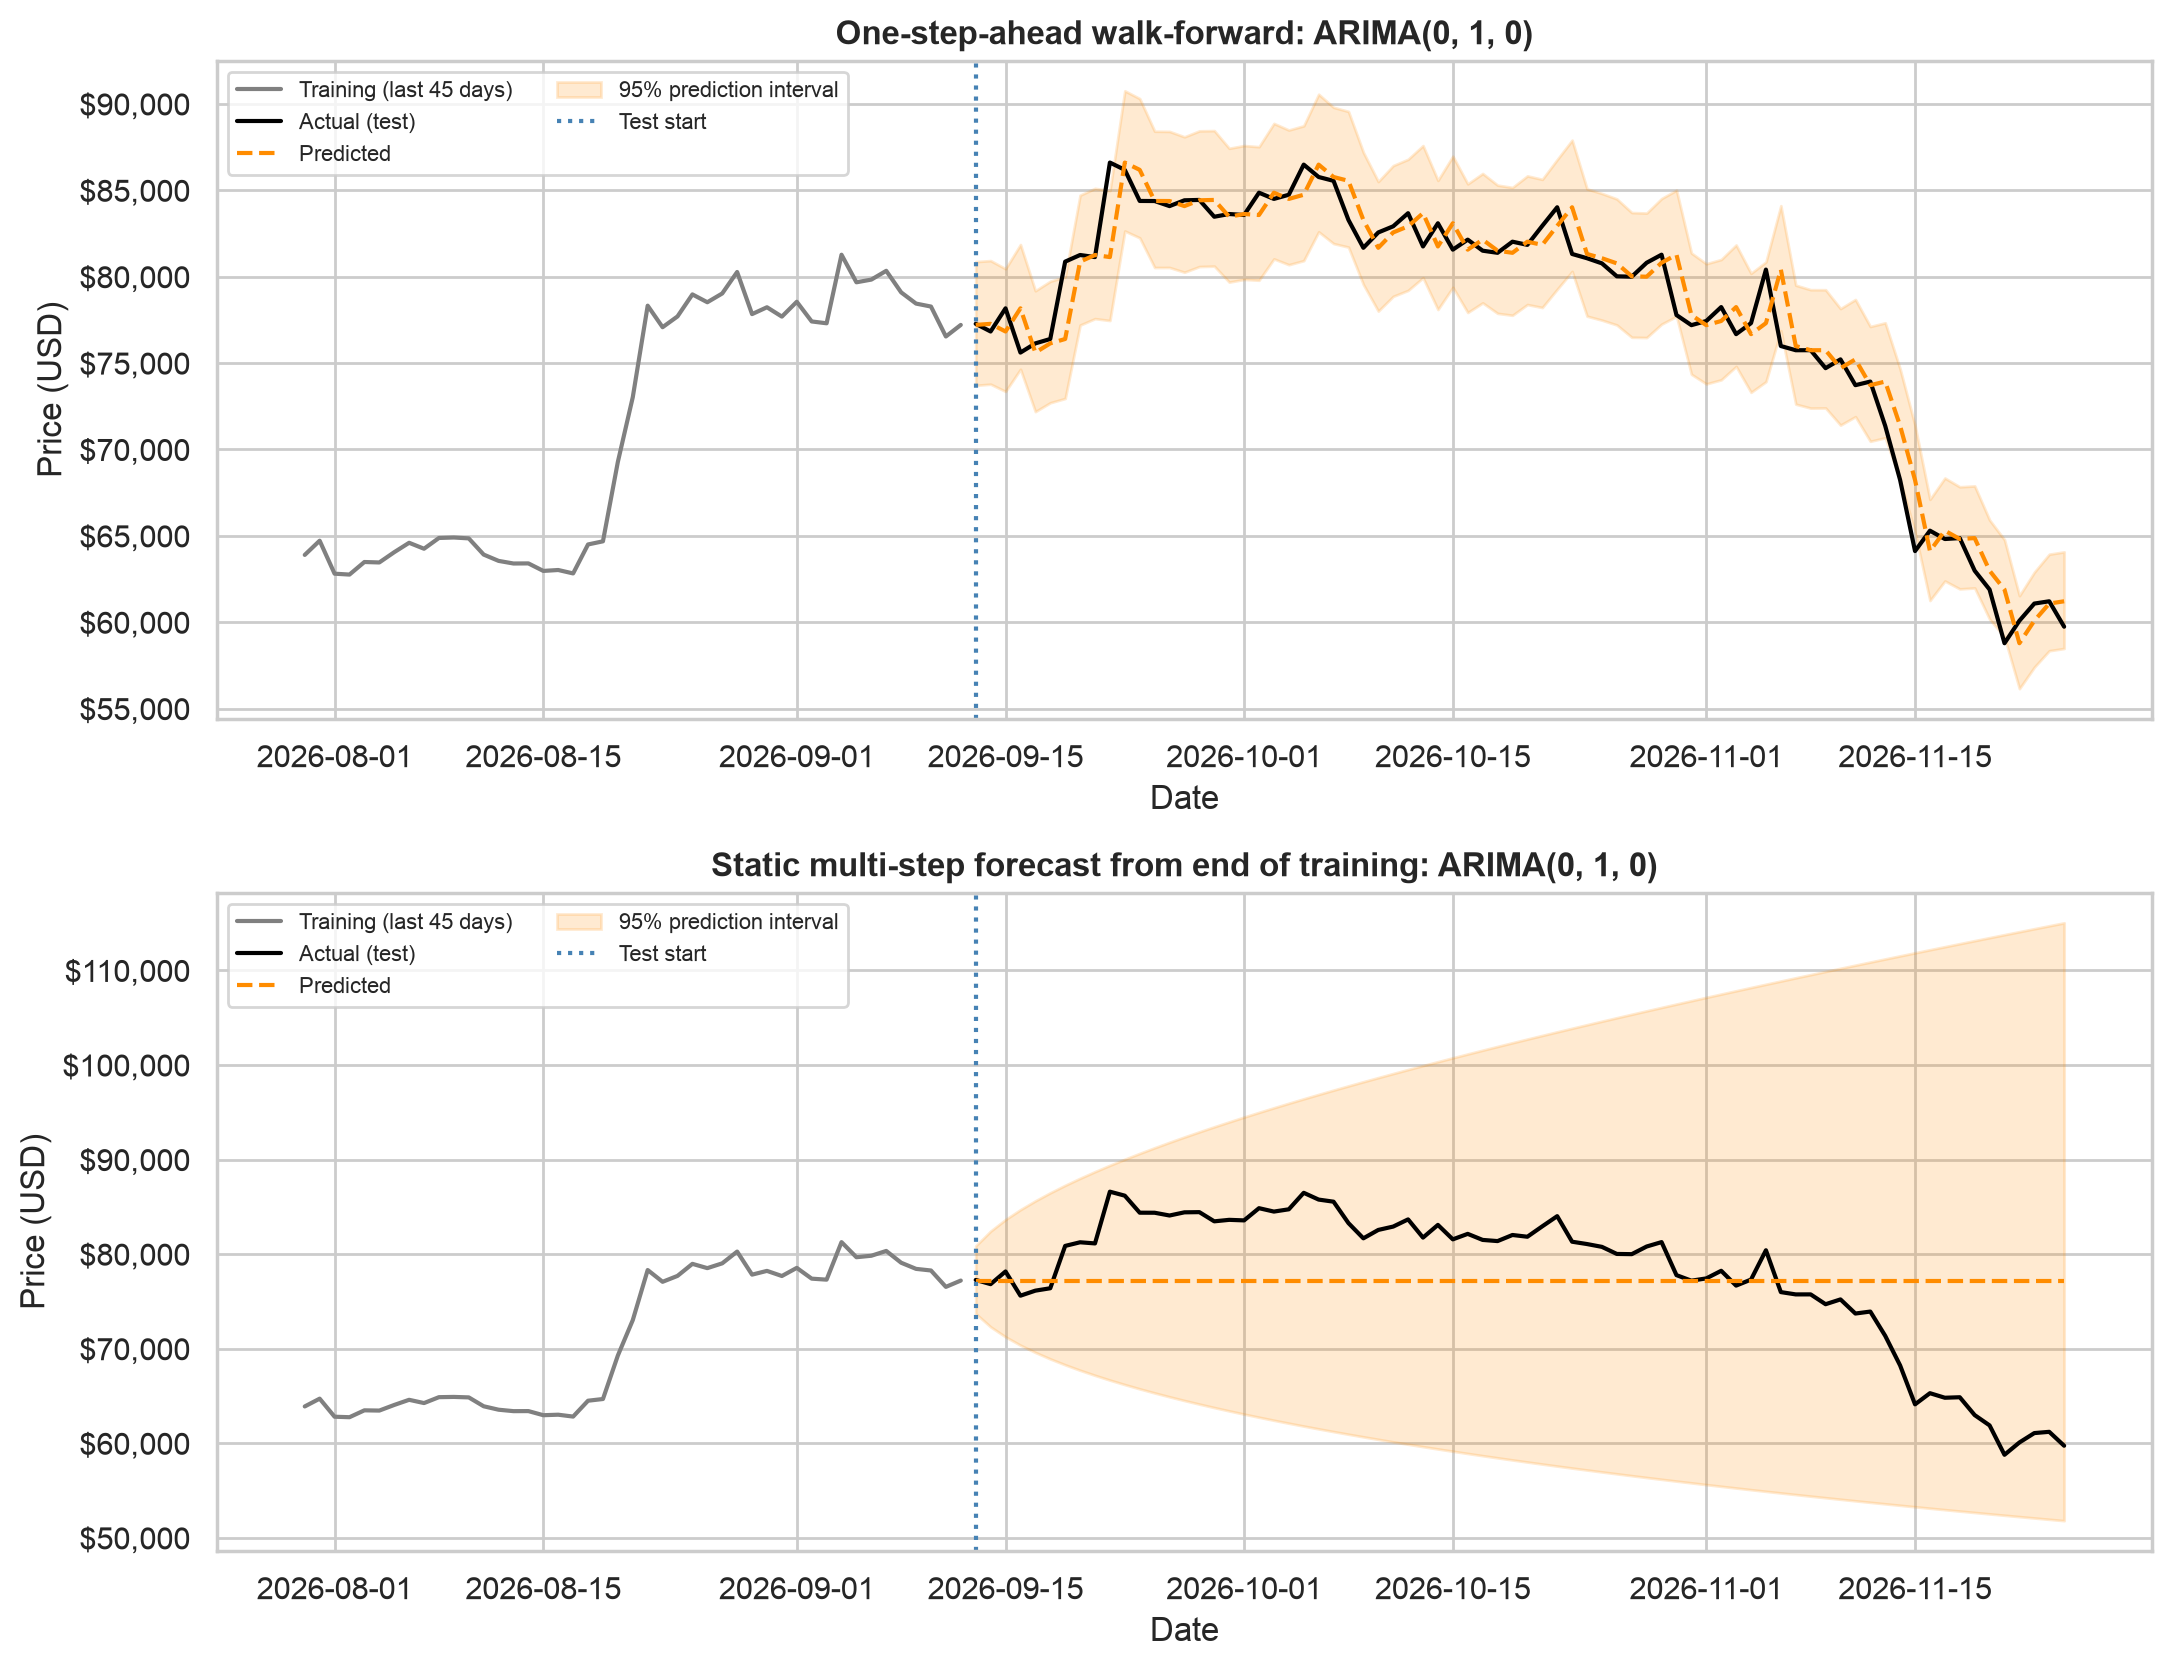 One-step-ahead walk-forward: ARIMA(0, 1, 0)
Training (last 45 days)
Actual (test)
Predicted
95% prediction interval
Test start
Price (USD)
$90,000
$85,000
$80,000
$75,000
$70,000
$65,000
$60,000
$55,000
2026-08-01 2026-08-15 2026-09-01 2026-09-15 2026-10-01 2026-10-15 2026-11-01 2026-11-15
Date
Static multi-step forecast from end of training: ARIMA(0, 1, 0)
Training (last 45 days)
Actual (test)
Predicted
95% prediction interval
Test start
Price (USD)
$110,000
$100,000
$90,000
$80,000
$70,000
$60,000
$50,000
2026-08-01 2026-08-15 2026-09-01 2026-09-15 2026-10-01 2026-10-15 2026-11-01 2026-11-15
Date